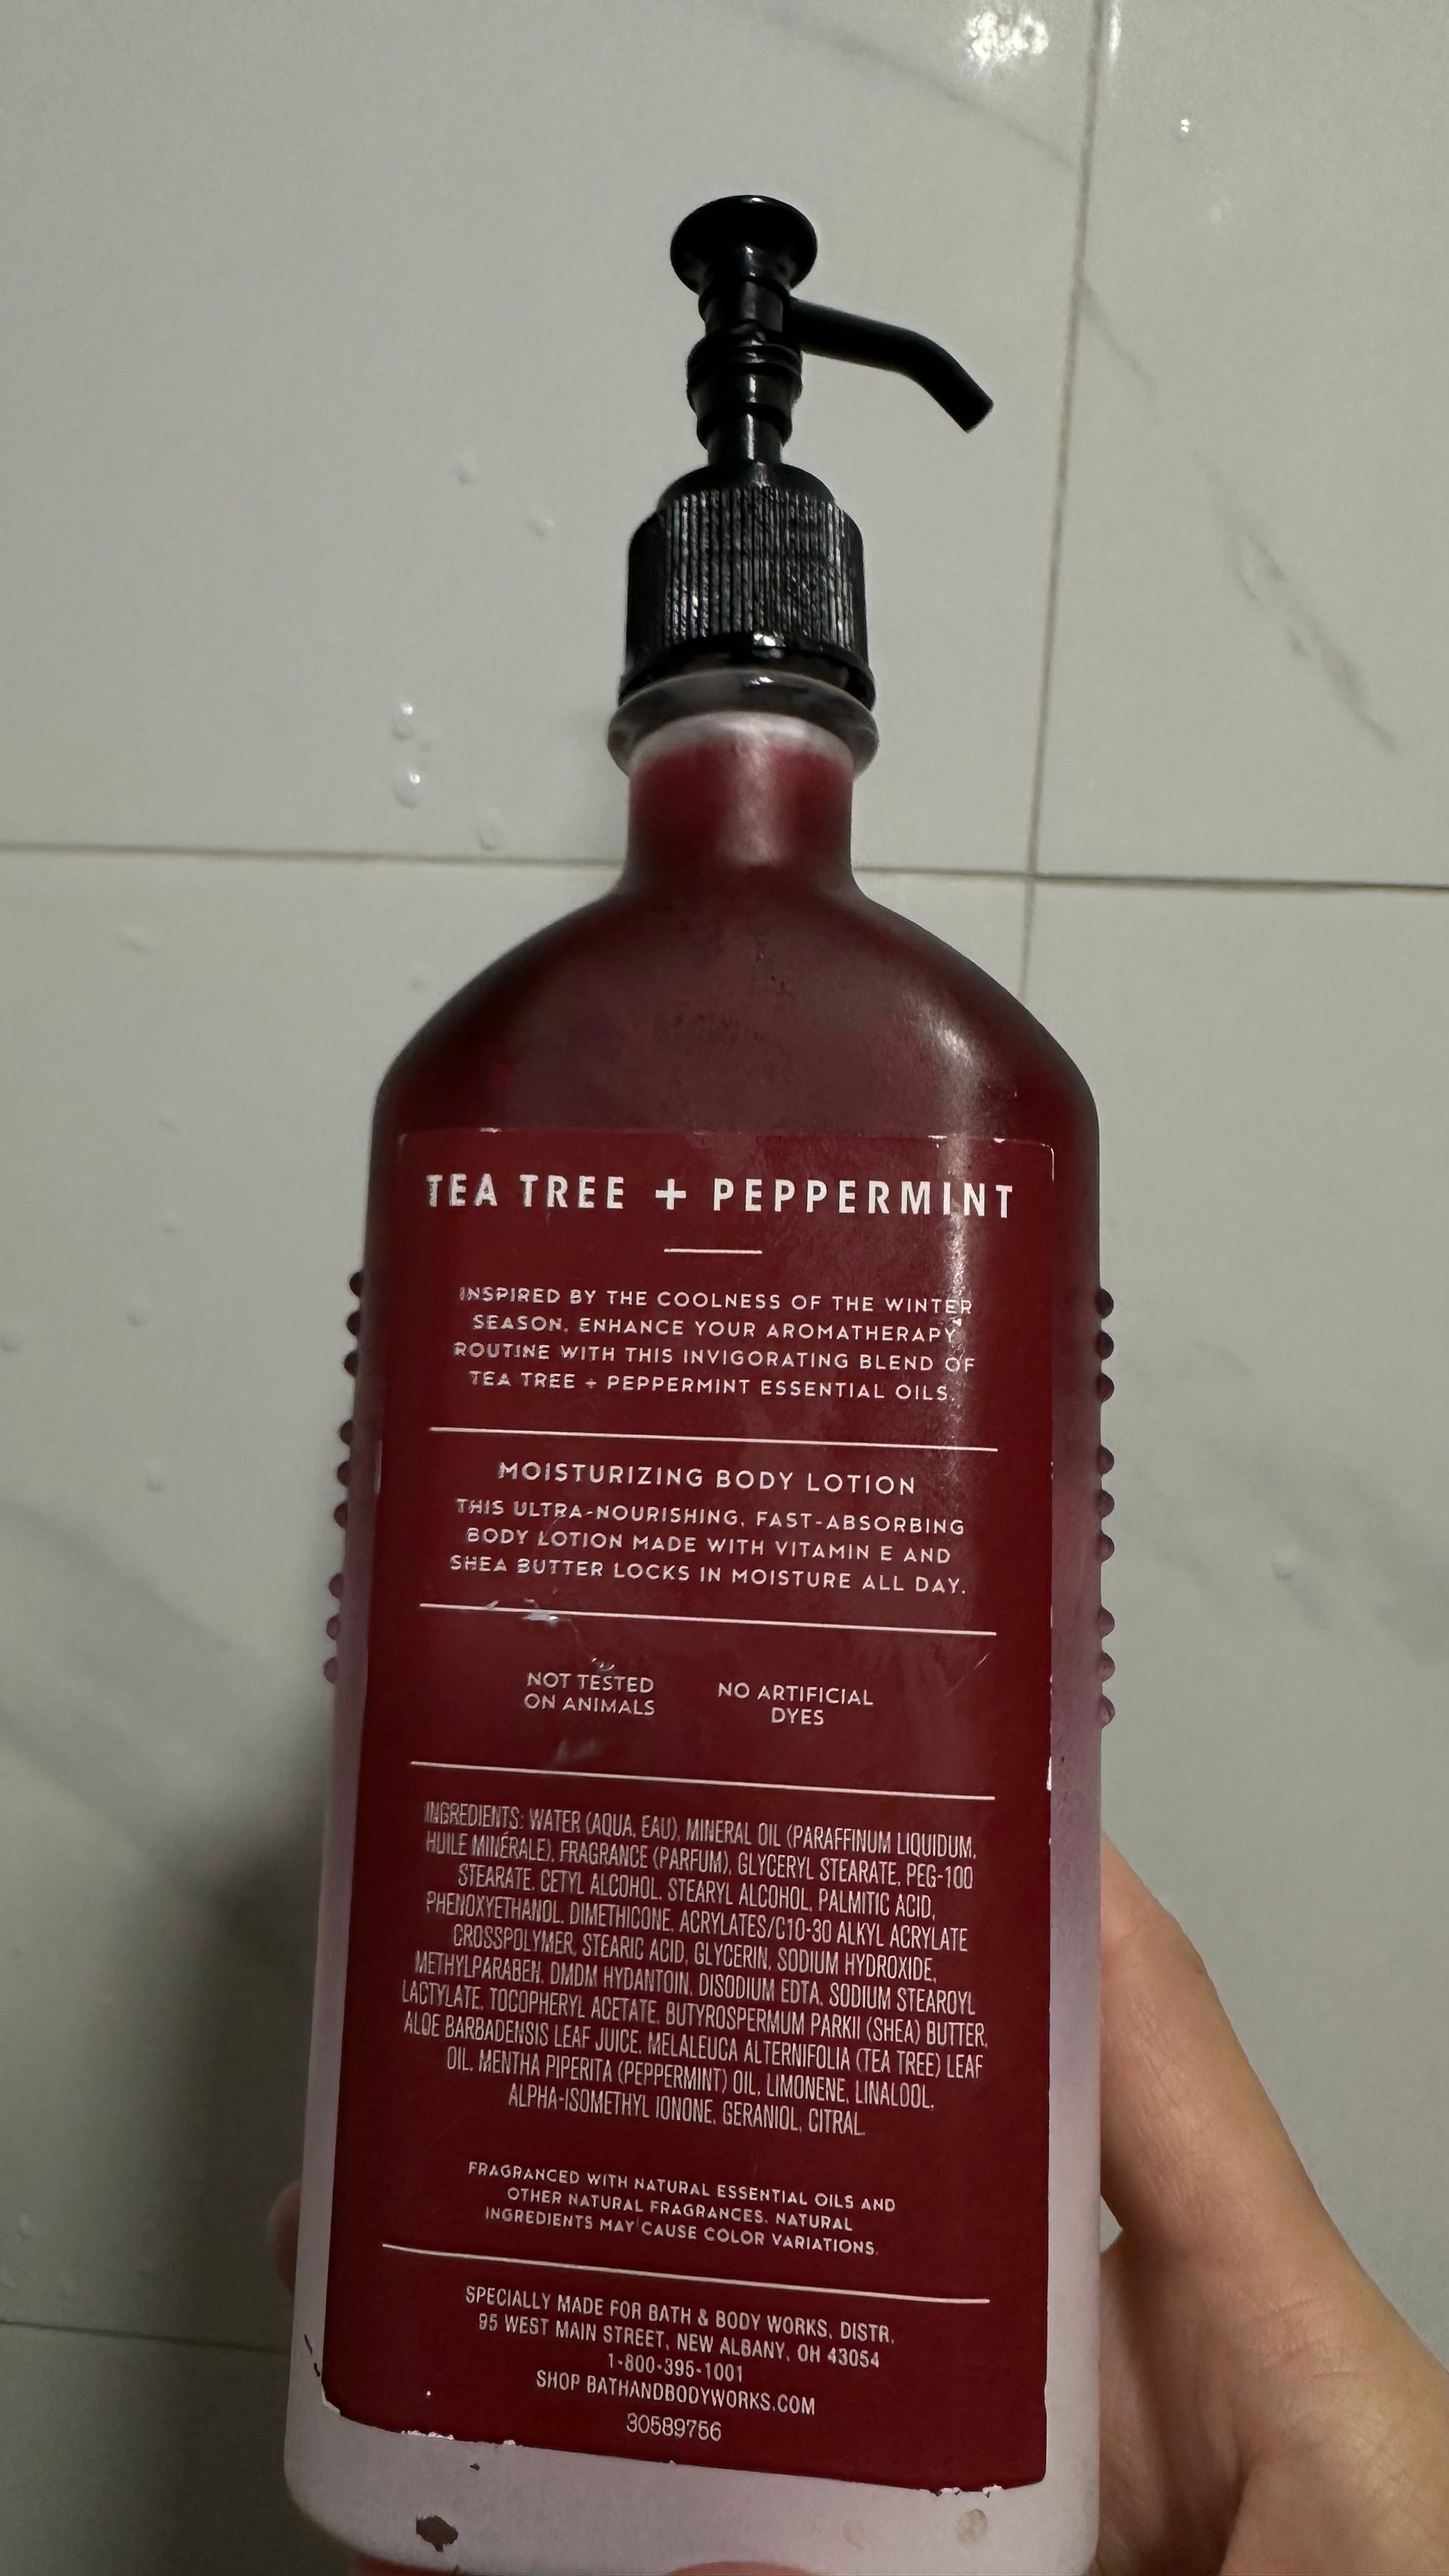 TEA TREE + PEPPERMINT
INSPIRED BY THE COOLNESS OF THE WINTER
SEASON, ENHANCE YOUR AROMATHERAPY
ROUTINE WITH THIS INVIGORATING BLEND OF
TEA TREE + PEPPERMINT ESSENTIAL OILS.
MOISTURIZING BODY LOTION
THIS ULTRA-NOURISHING, FAST-ABSORBING
BODY LOTION MADE WITH VITAMIN E AND
SHEA BUTTER LOCKS IN MOISTURE ALL DAY.
NOT TESTED
ON ANIMALS
NO ARTIFICIAL
DYES
INGREDIENTS: WATER (AQUA, EAU), MINERAL OIL (PARAFFINUM LIQUIDUM,
HUILE MINÉRALE), FRAGRANCE (PARFUM), GLYCERYL STEARATE, PEG-100
STEARATE, CETYL ALCOHOL, STEARYL ALCOHOL, PALMITIC ACID,
PHENOXYETHANOL, DIMETHICONE, ACRYLATES/C10-30 ALKYL ACRYLATE
CROSSPOLYMER, STEARIC ACID, GLYCERIN, SODIUM HYDROXIDE,
METHYLPARABEN, DMDM HYDANTOIN, DISODIUM EDTA, SODIUM STEAROYL
LACTYLATE, TOCOPHERYL ACETATE, BUTYROSPERMUM PARKII (SHEA) BUTTER,
ALOE BARBADENSIS LEAF JUICE, MELALEUCA ALTERNIFOLIA (TEA TREE) LEAF
OIL, MENTHA PIPERITA (PEPPERMINT) OIL, LIMONENE, LINALOOL,
ALPHA-ISOMETHYL IONONE, GERANIOL, CITRAL.
FRAGRANCED WITH NATURAL ESSENTIAL OILS AND
OTHER NATURAL FRAGRANCES. NATURAL
INGREDIENTS MAY CAUSE COLOR VARIATIONS.
SPECIALLY MADE FOR BATH & BODY WORKS, DISTR.
95 WEST MAIN STREET, NEW ALBANY, OH 43054
1-800-395-1001
SHOP BATHANDBODYWORKS.COM
30589756